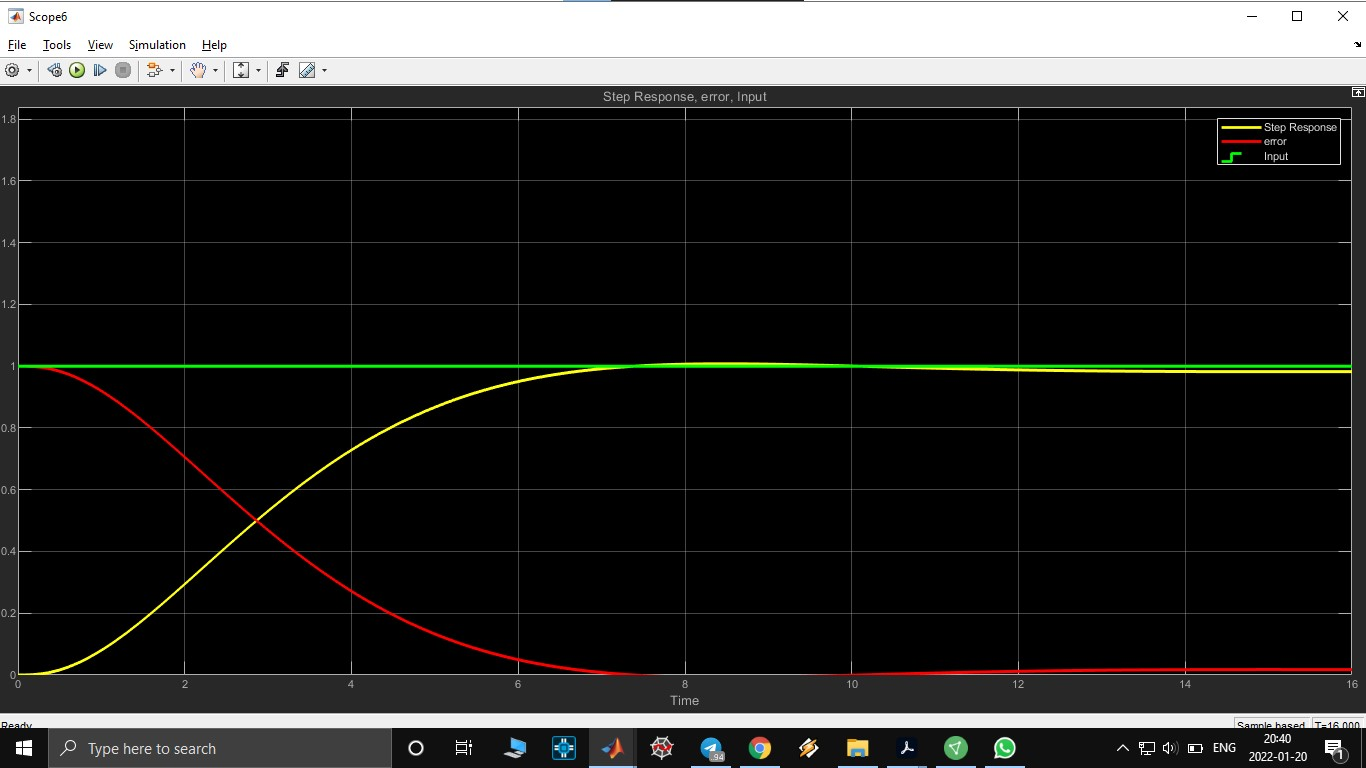 Scope6
File Tools View Simulation Help
Step Response, error, Input
Step Response
error
Input
1.8
1.6
1.4
1.2
1
0.8
0.6
0.4
0.2
0
0 2 4 6 8 10 12 14 16
Time
Ready
Sample based T=16.000
Type here to search
94
ENG
20:40
2022-01-20
1